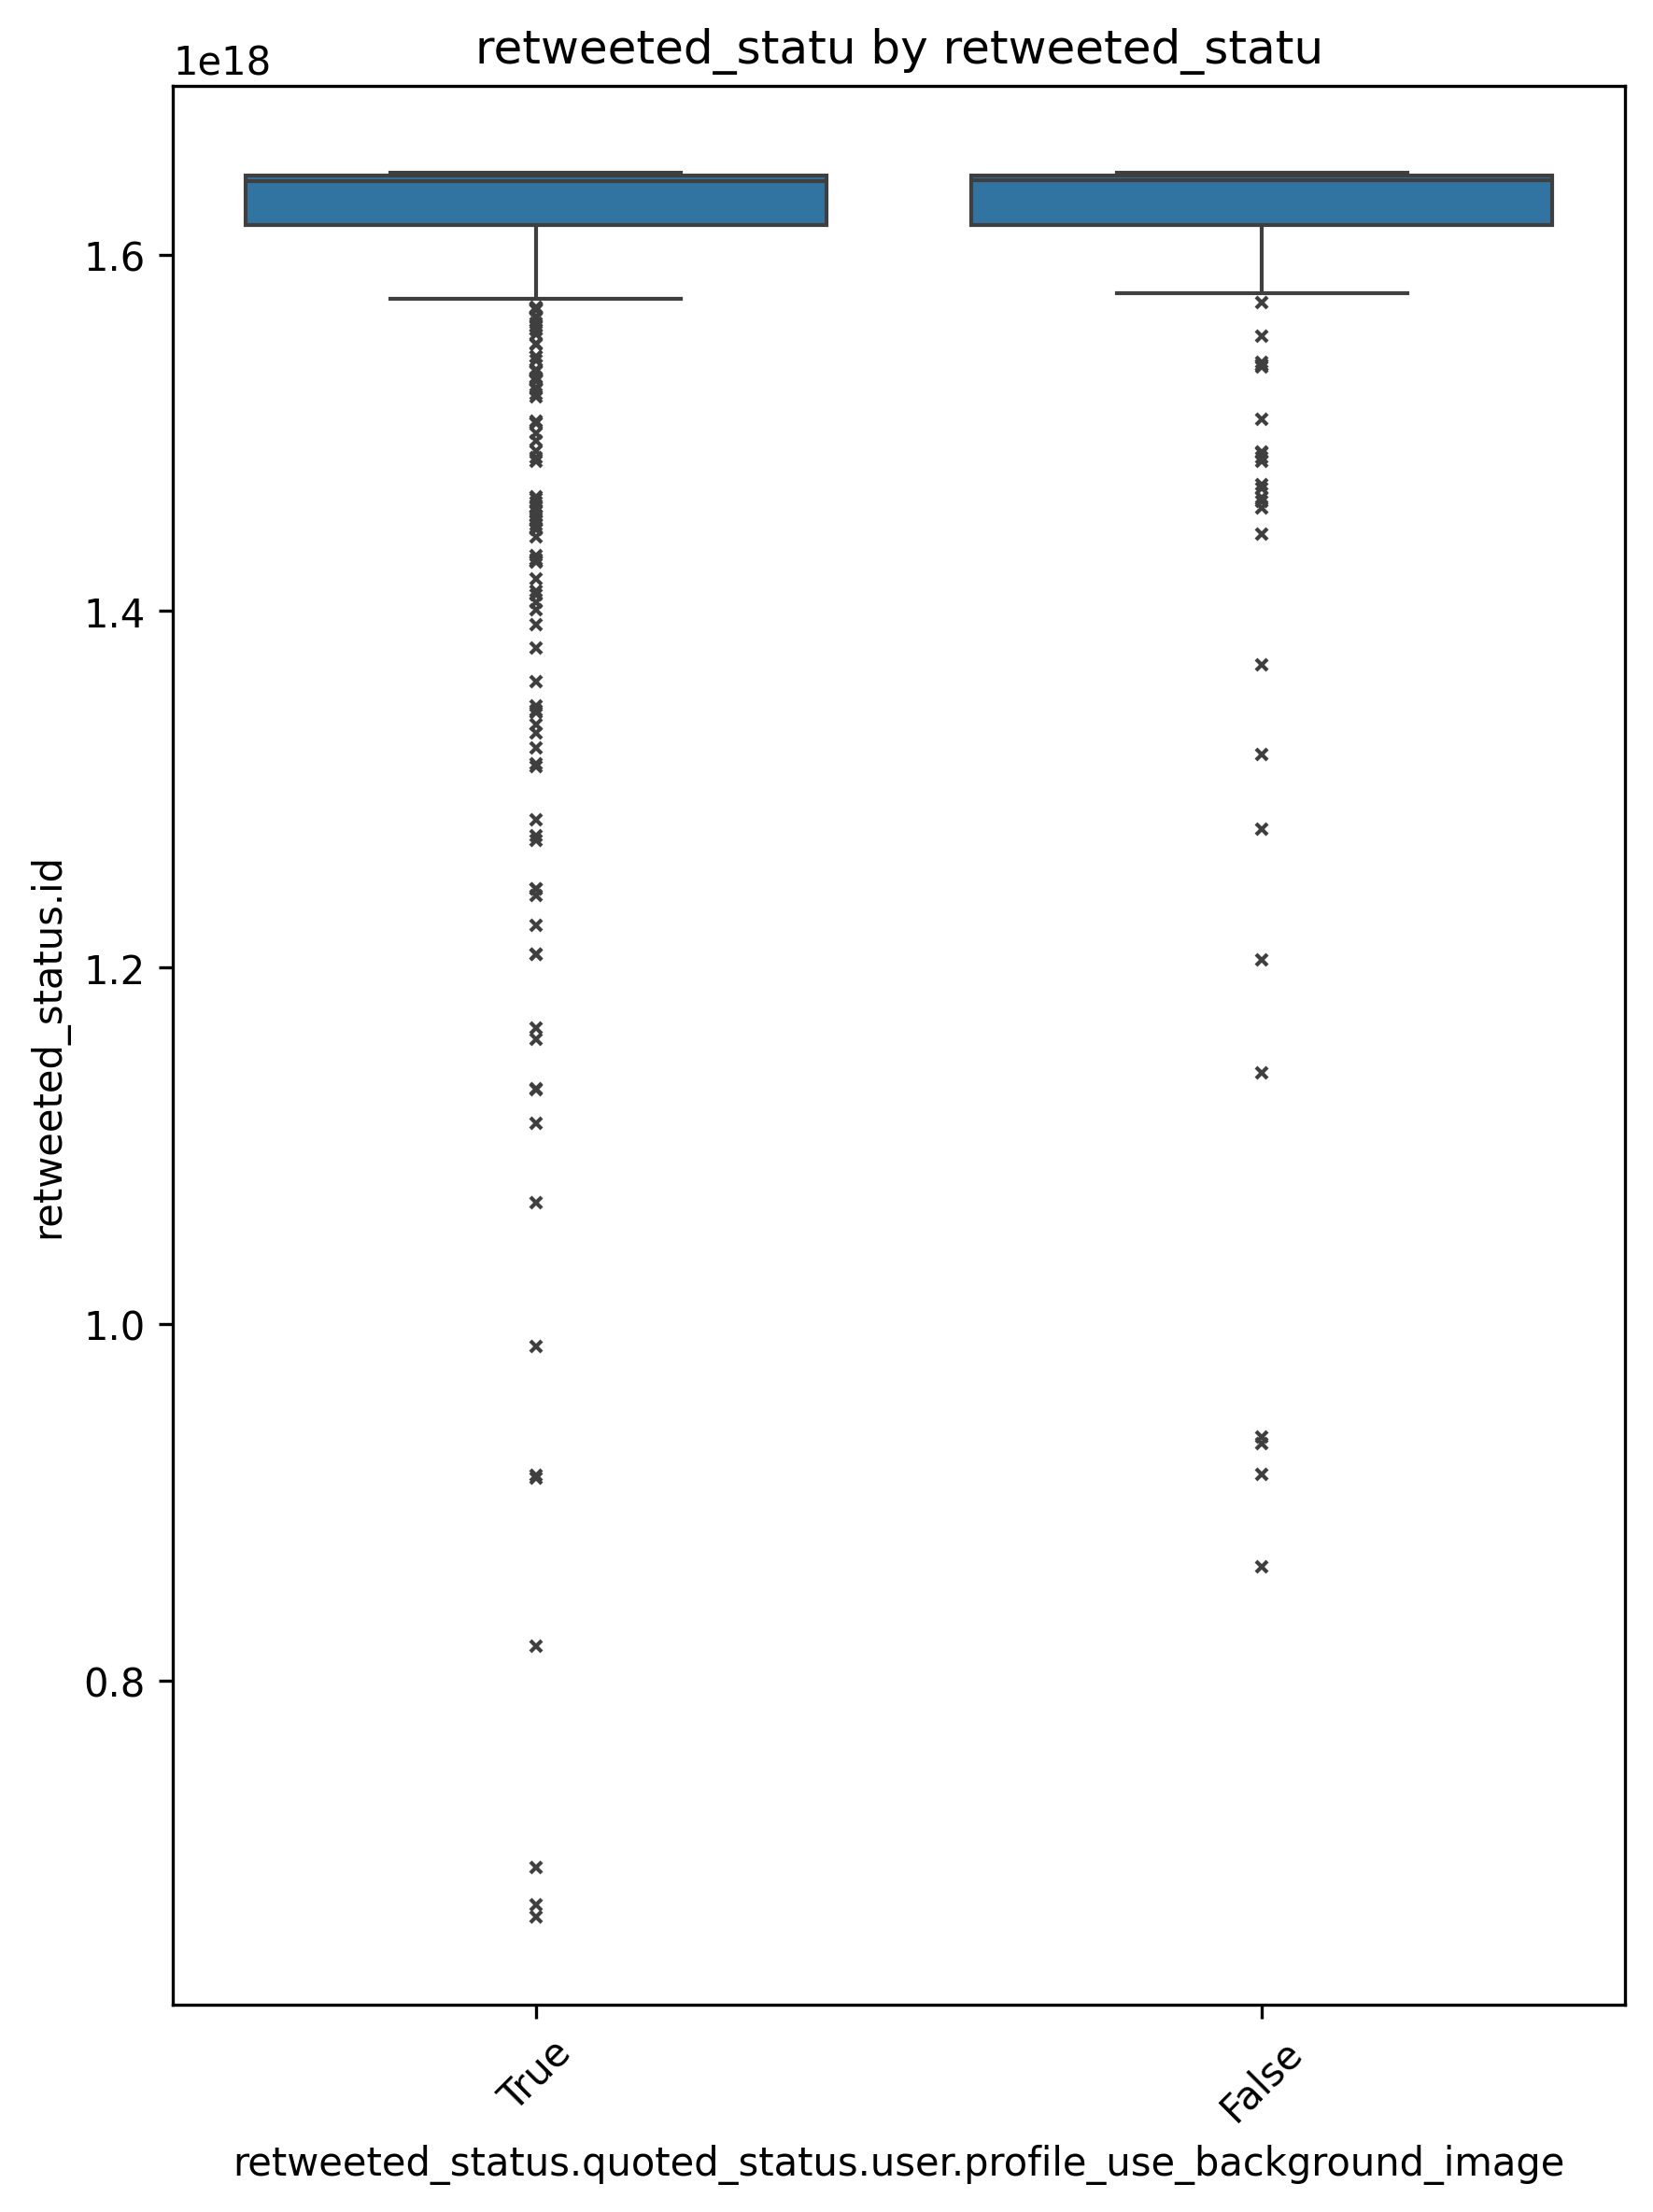 retweeted_statu by retweeted_statu
1e18
1.6
1.4
1.2
1.0
0.8
retweeted_status.id
True
False
retweeted_status.quoted_status.user.profile_use_background_image